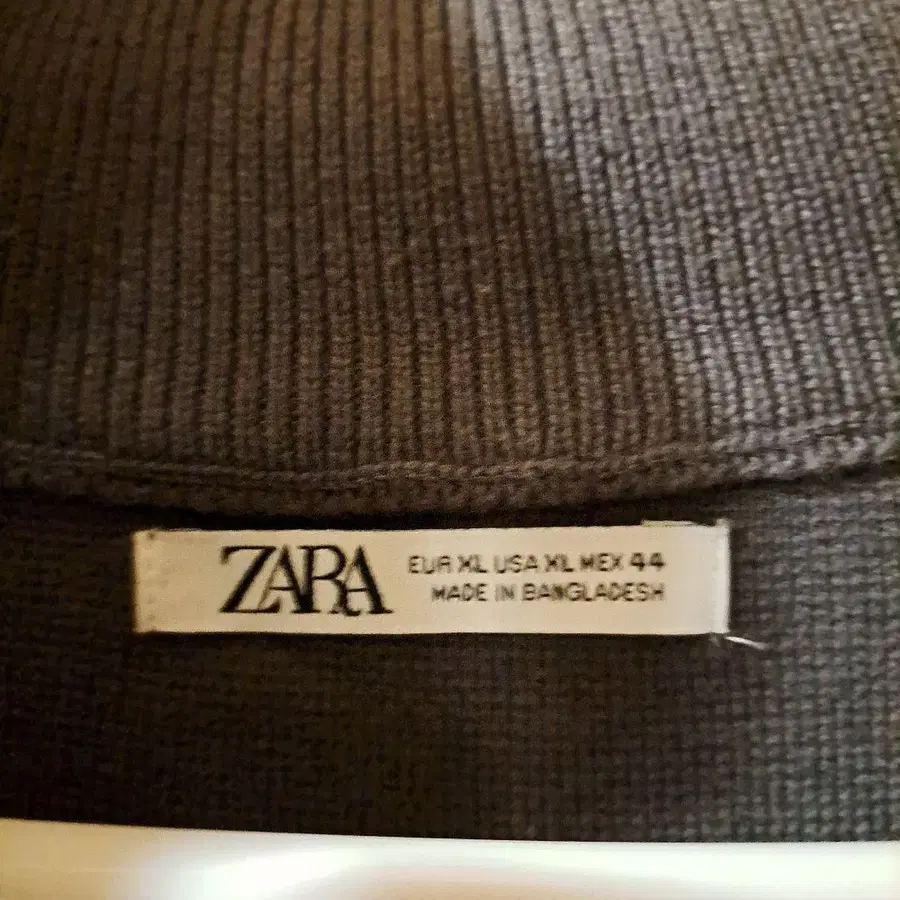 ZARA
EUR XL USA XL MEX 44
MADE IN BANGLADESH